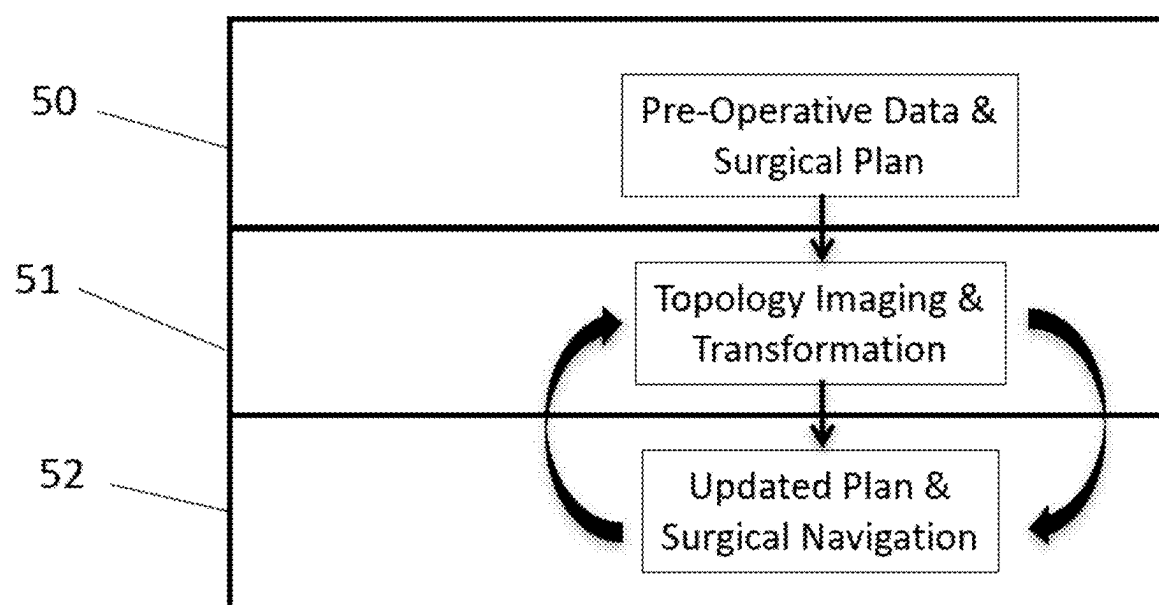 50
Pre-Operative Data &
Surgical Plan
51
Topology Imaging &
Transformation
52
Updated Plan &
Surgical Navigation